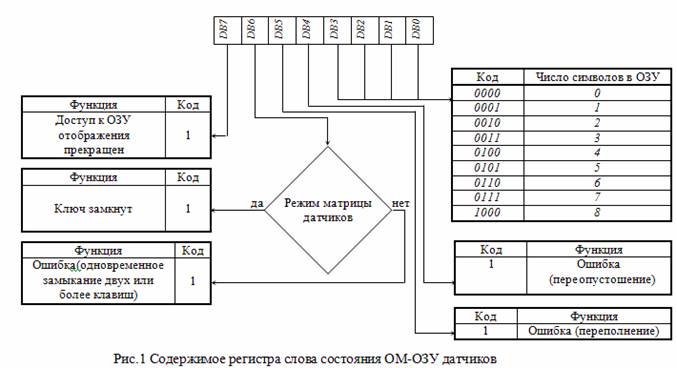 DB7 DB6 DB5 DB4 DB3 DB2 DB1 DB0
Функция Код
Доступ к ОЗУ
отображения
прекращен
1
Функция Код
Ключ замкнут 1
Функция Код
Ошибка(одновременное
замыкание двух или
более клавиш)
1
да
Режим матрицы
датчиков
нет
Код Число символов в ОЗУ
0000 0
0001 1
0010 2
0011 3
0100 4
0101 5
0110 6
0111 7
1000 8
Код Функция
1 Ошибка
(переопустошение)
Код Функция
1 Ошибка (переполнение)
Рис.1 Содержимое регистра слова состояния ОМ-ОЗУ датчиков